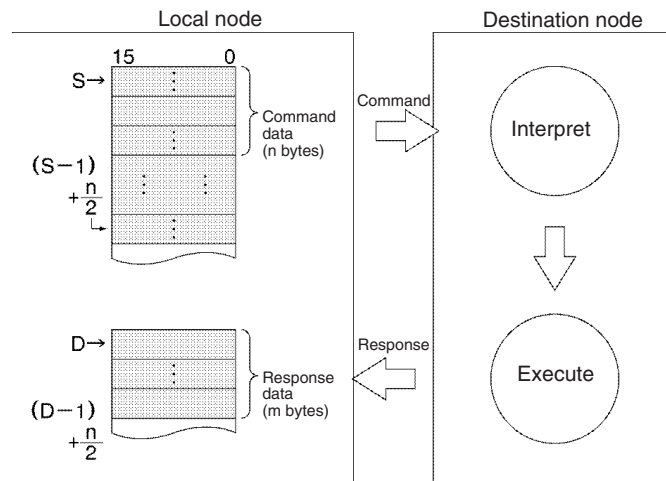 Local node
Destination node
15 0
S→
Command
data
(n bytes)
(S−1)
+n/2
Command
Interpret
D→
Response
data
(m bytes)
(D−1)
+n/2
Response
Execute